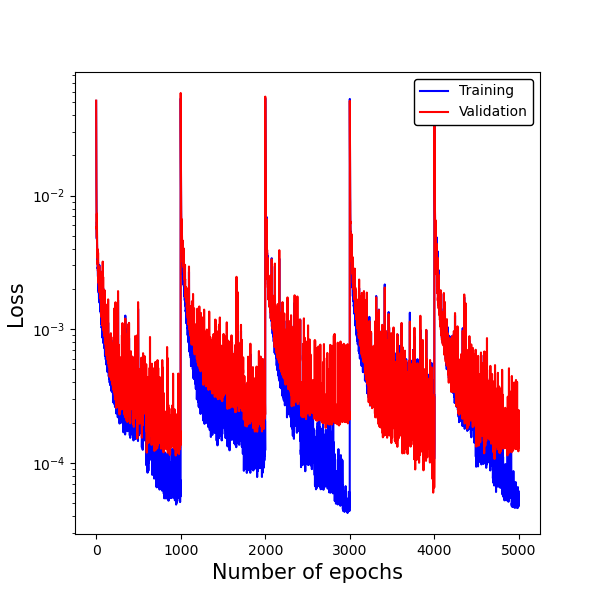 Training
Validation
10⁻²
10⁻³
10⁻⁴
Loss
0 1000 2000 3000 4000 5000
Number of epochs